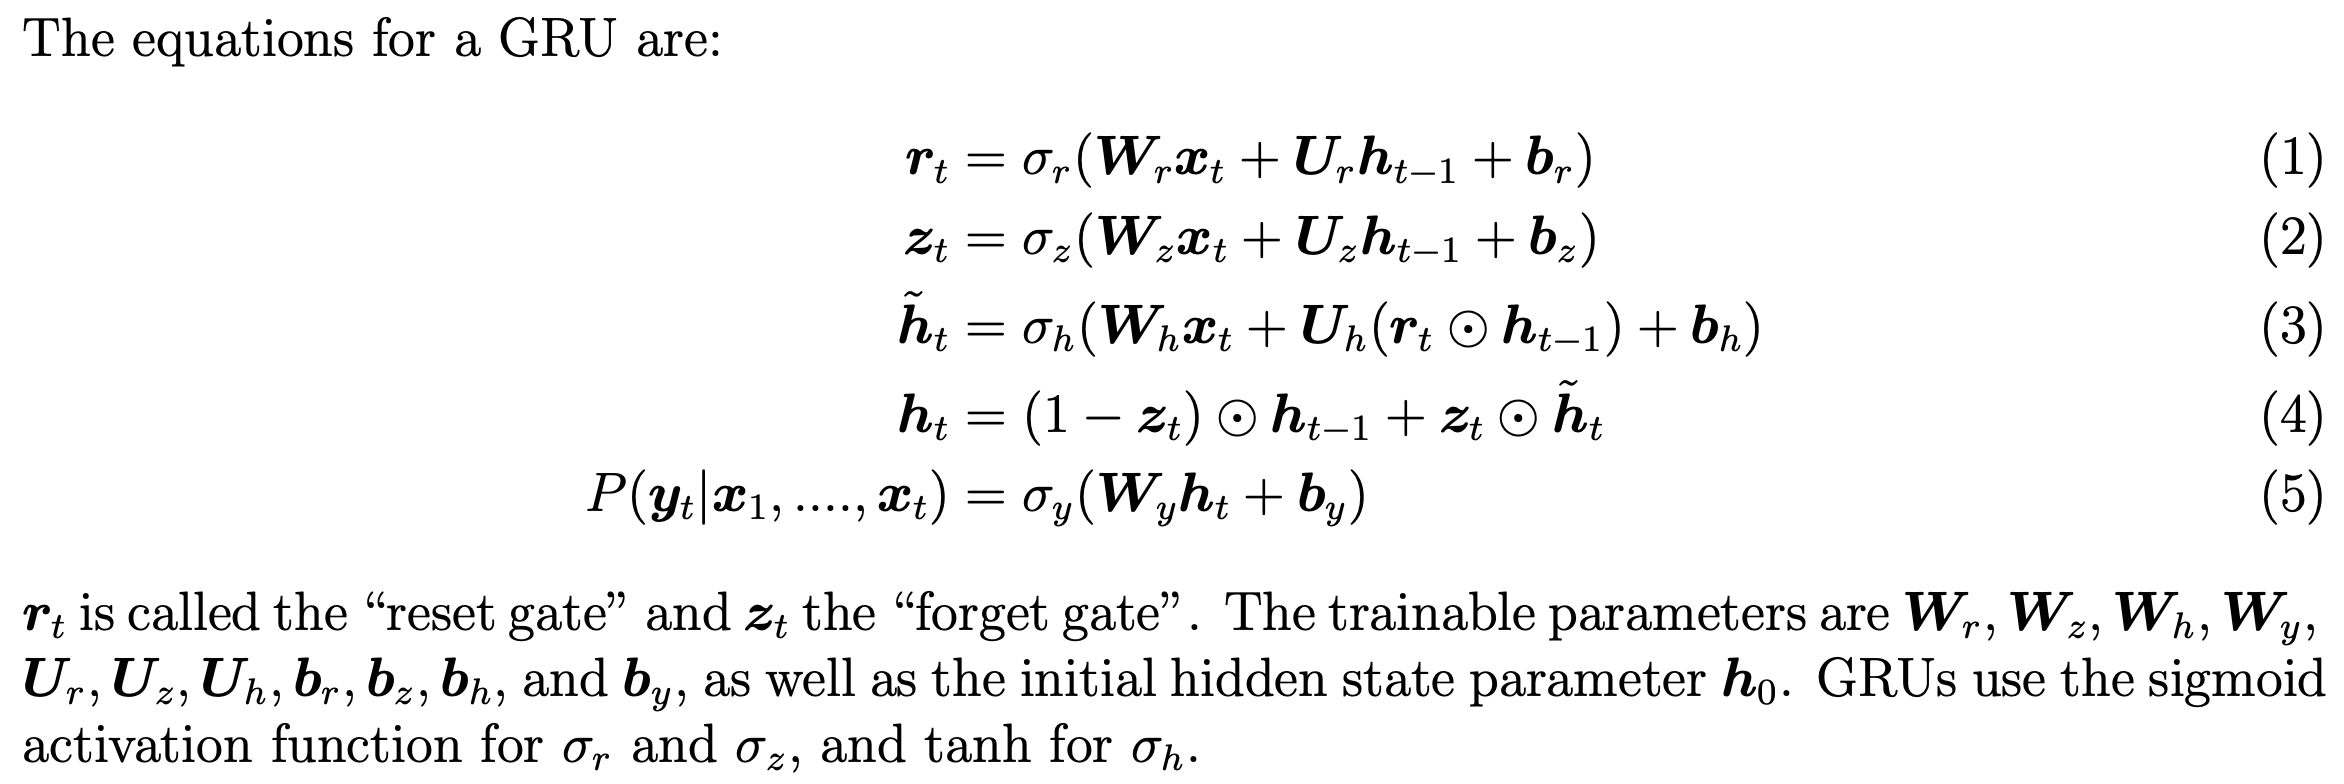 The equations for a GRU are:
r_t = σ_r(W_r x_t + U_r h_{t−1} + b_r) (1)
z_t = σ_z(W_z x_t + U_z h_{t−1} + b_z) (2)
h̃_t = σ_h(W_h x_t + U_h(r_t ⊙ h_{t−1}) + b_h) (3)
h_t = (1 − z_t) ⊙ h_{t−1} + z_t ⊙ h̃_t (4)
P(y_t|x_1, ...., x_t) = σ_y(W_y h_t + b_y) (5)
r_t is called the “reset gate” and z_t the “forget gate”. The trainable parameters are W_r, W_z, W_h, W_y,
U_r, U_z, U_h, b_r, b_z, b_h, and b_y, as well as the initial hidden state parameter h_0. GRUs use the sigmoid
activation function for σ_r and σ_z, and tanh for σ_h.